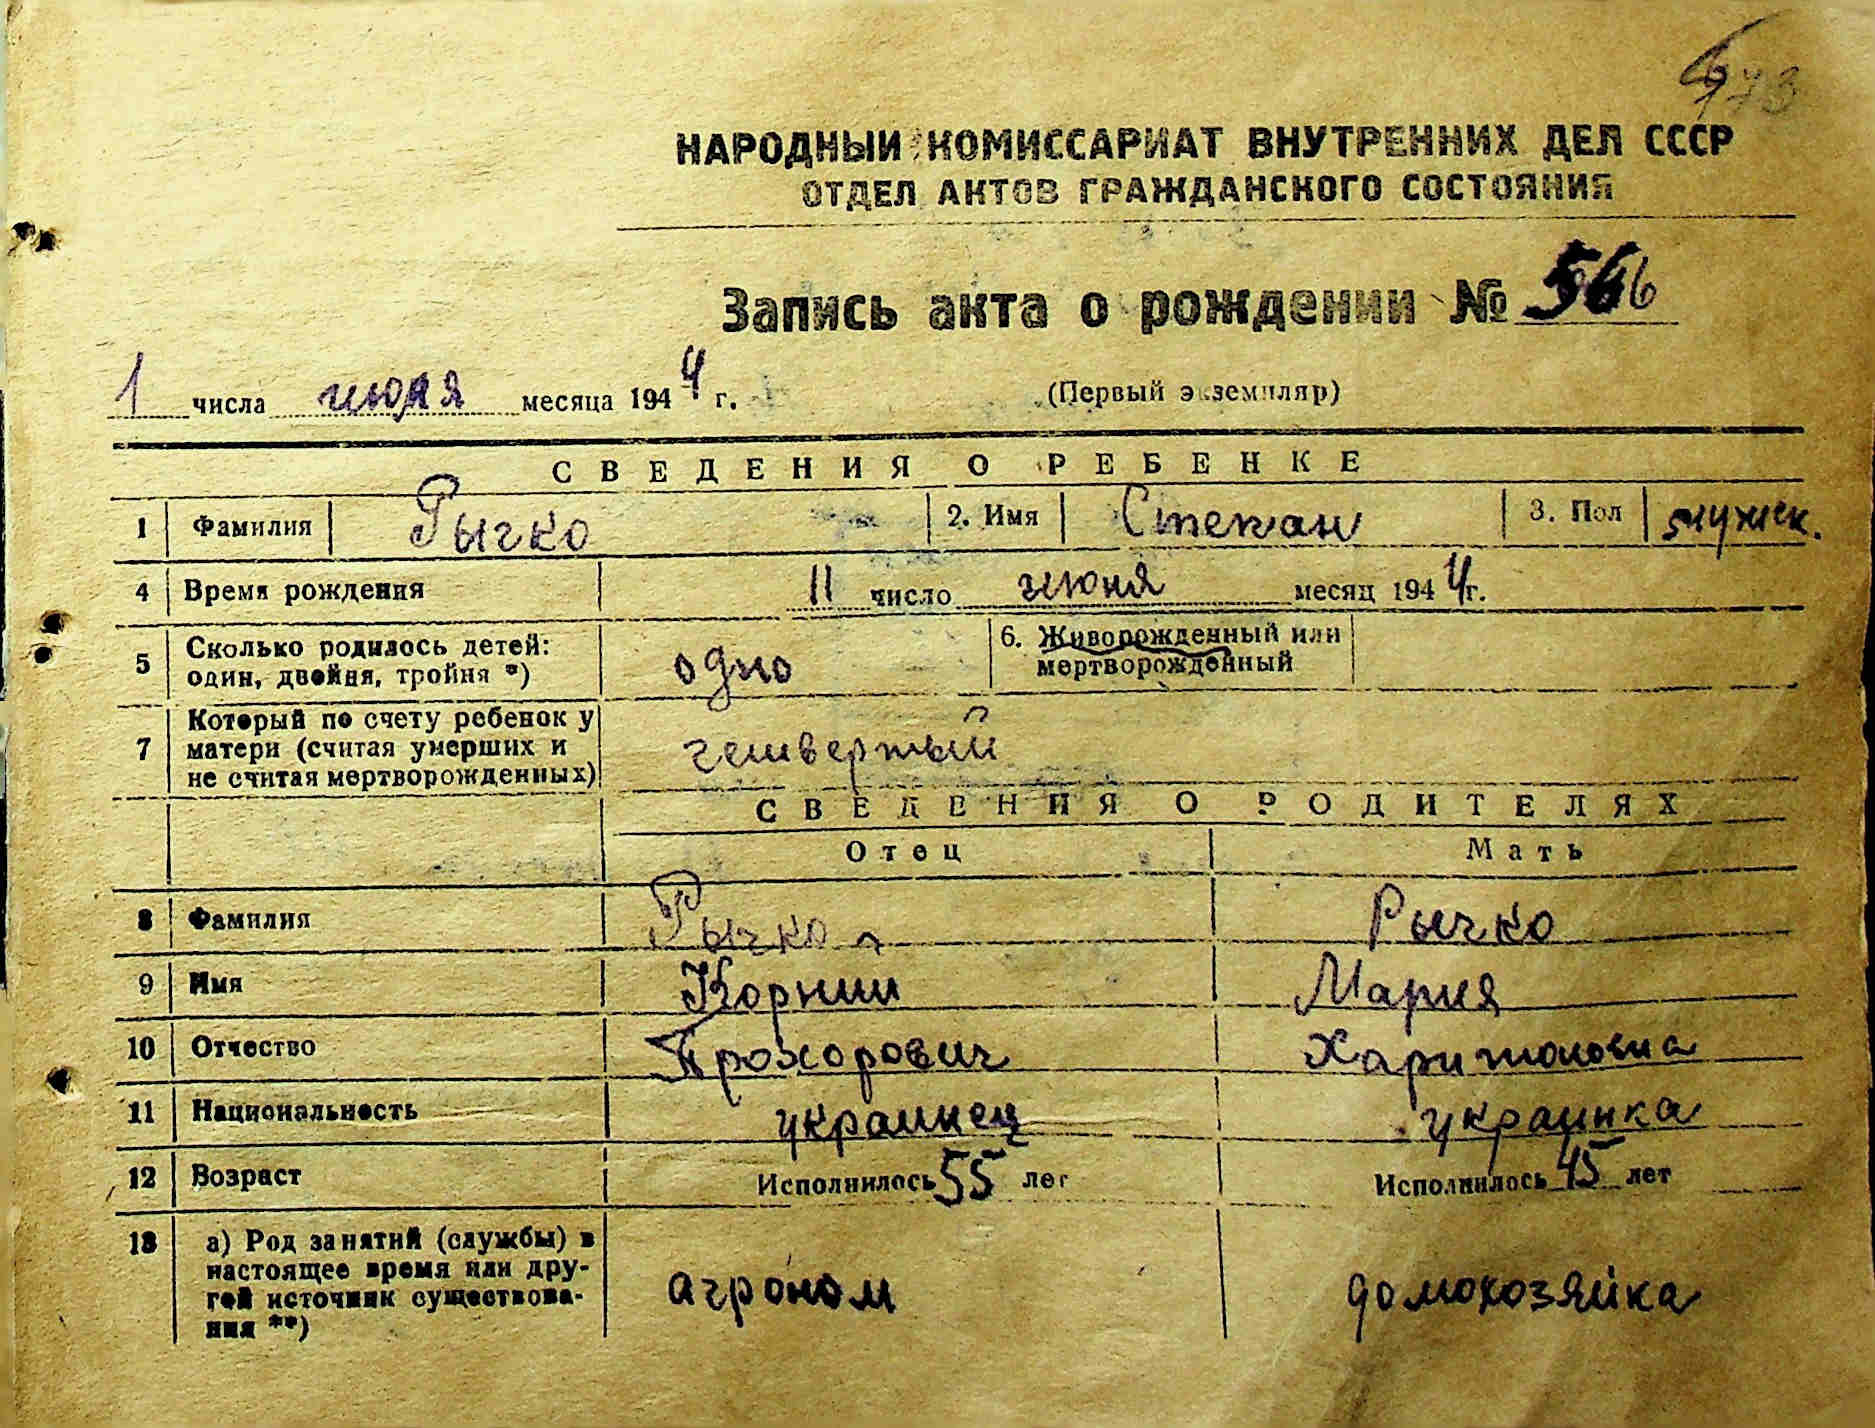 НАРОДНЫЙ КОМИССАРИАТ ВНУТРЕННИХ ДЕЛ СССР
ОТДЕЛ АКТОВ ГРАЖДАНСКОГО СОСТОЯНИЯ
Запись акта о рождении №
1 числа июля месяца 1944 г. (Первый экземпляр)
СВЕДЕНИЯ О РЕБЕНКЕ
1 Фамилия Рычко 2. Имя Степан 3. Пол мужск.
4 Время рождения 11 число июня месяц 1944 г.
5 Сколько родилось детей: один, двойня, тройня *) одно 6. Живорожденный или мертворожденный
7 Который по счету ребенок у матери (считая умерших и не считая мертворожденных) четвертый
СВЕДЕНИЯ О РОДИТЕЛЯХ
Отец Мать
8 Фамилия Рычко Рычко
9 Имя Корний Мария
10 Отчество Прохорович Харитоновна
11 Национальность украинец украинка
12 Возраст Исполнилось 55 лет Исполнилось 45 лет
13 а) Род занятий (службы) в настоящее время или другой источник существования **) агроном домохозяйка